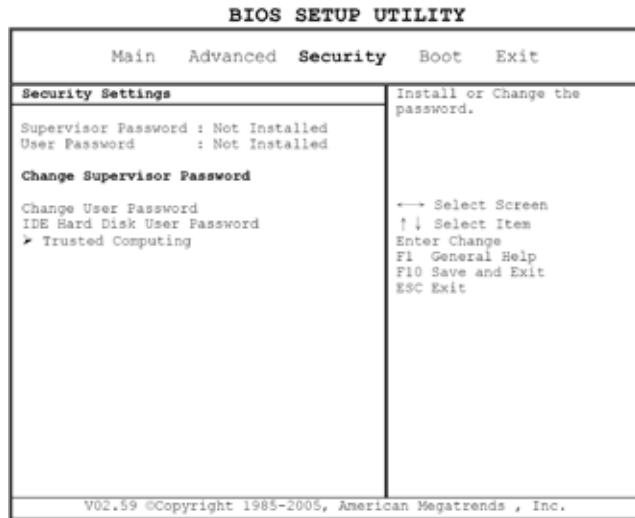 BIOS SETUP UTILITY
Main Advanced Security Boot Exit
Security Settings
Supervisor Password : Not Installed
User Password : Not Installed
Change Supervisor Password
Change User Password
IDE Hard Disk User Password
➤ Trusted Computing
Install or Change the
password.
←→ Select Screen
↑↓ Select Item
Enter Change
F1 General Help
F10 Save and Exit
ESC Exit
V02.59 ©Copyright 1985-2005, American Megatrends , Inc.